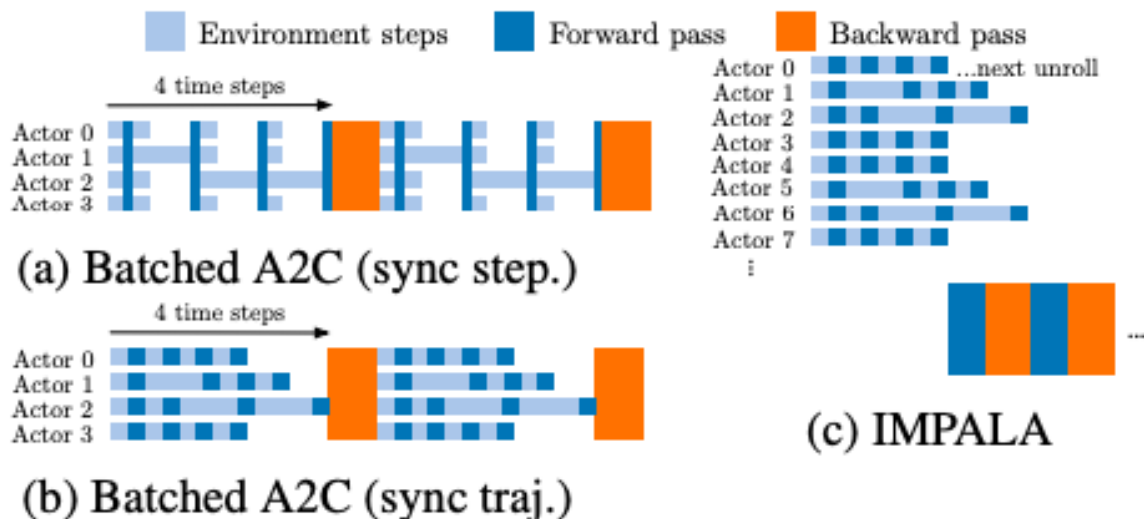 Environment steps Forward pass Backward pass
4 time steps
Actor 0
Actor 1
Actor 2
Actor 3
(a) Batched A2C (sync step.)
4 time steps
Actor 0
Actor 1
Actor 2
Actor 3
(b) Batched A2C (sync traj.)
Actor 0 ...next unroll
Actor 1
Actor 2
Actor 3
Actor 4
Actor 5
Actor 6
Actor 7
⋮
...
(c) IMPALA